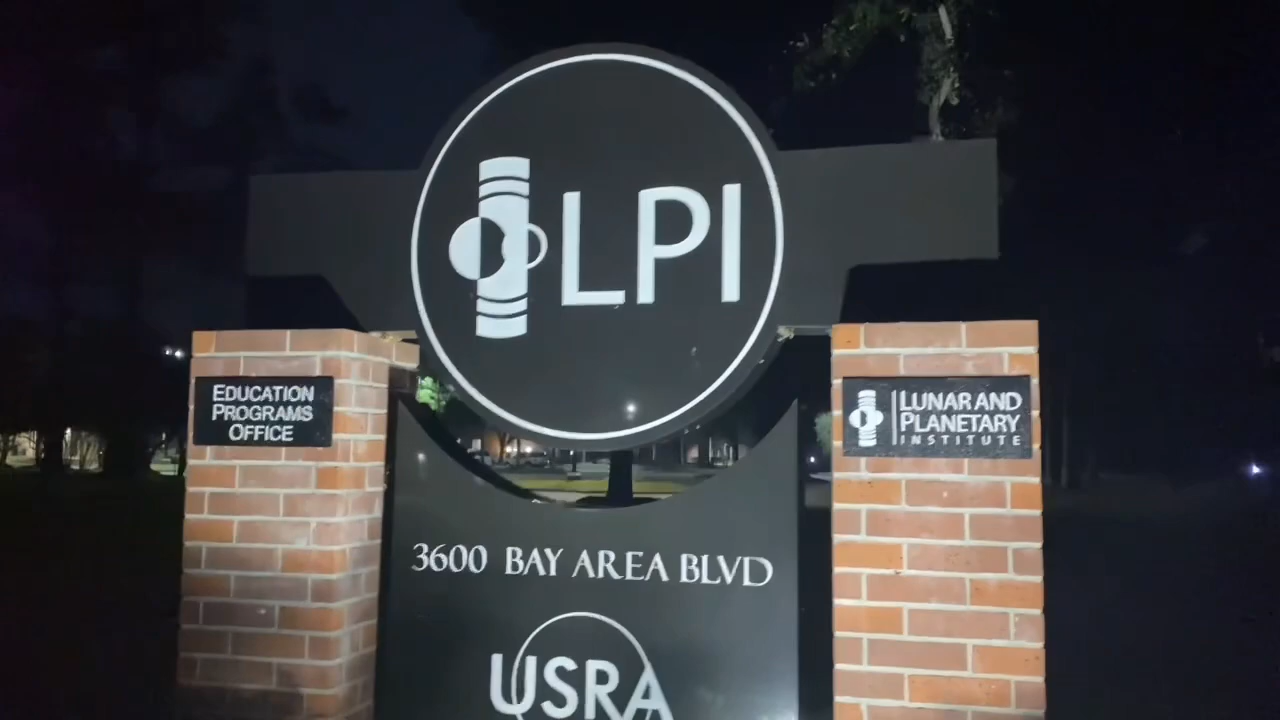 LPI
EDUCATION
PROGRAMS
OFFICE
LUNAR AND
PLANETARY
INSTITUTE
3600 BAY AREA BLVD
USRA